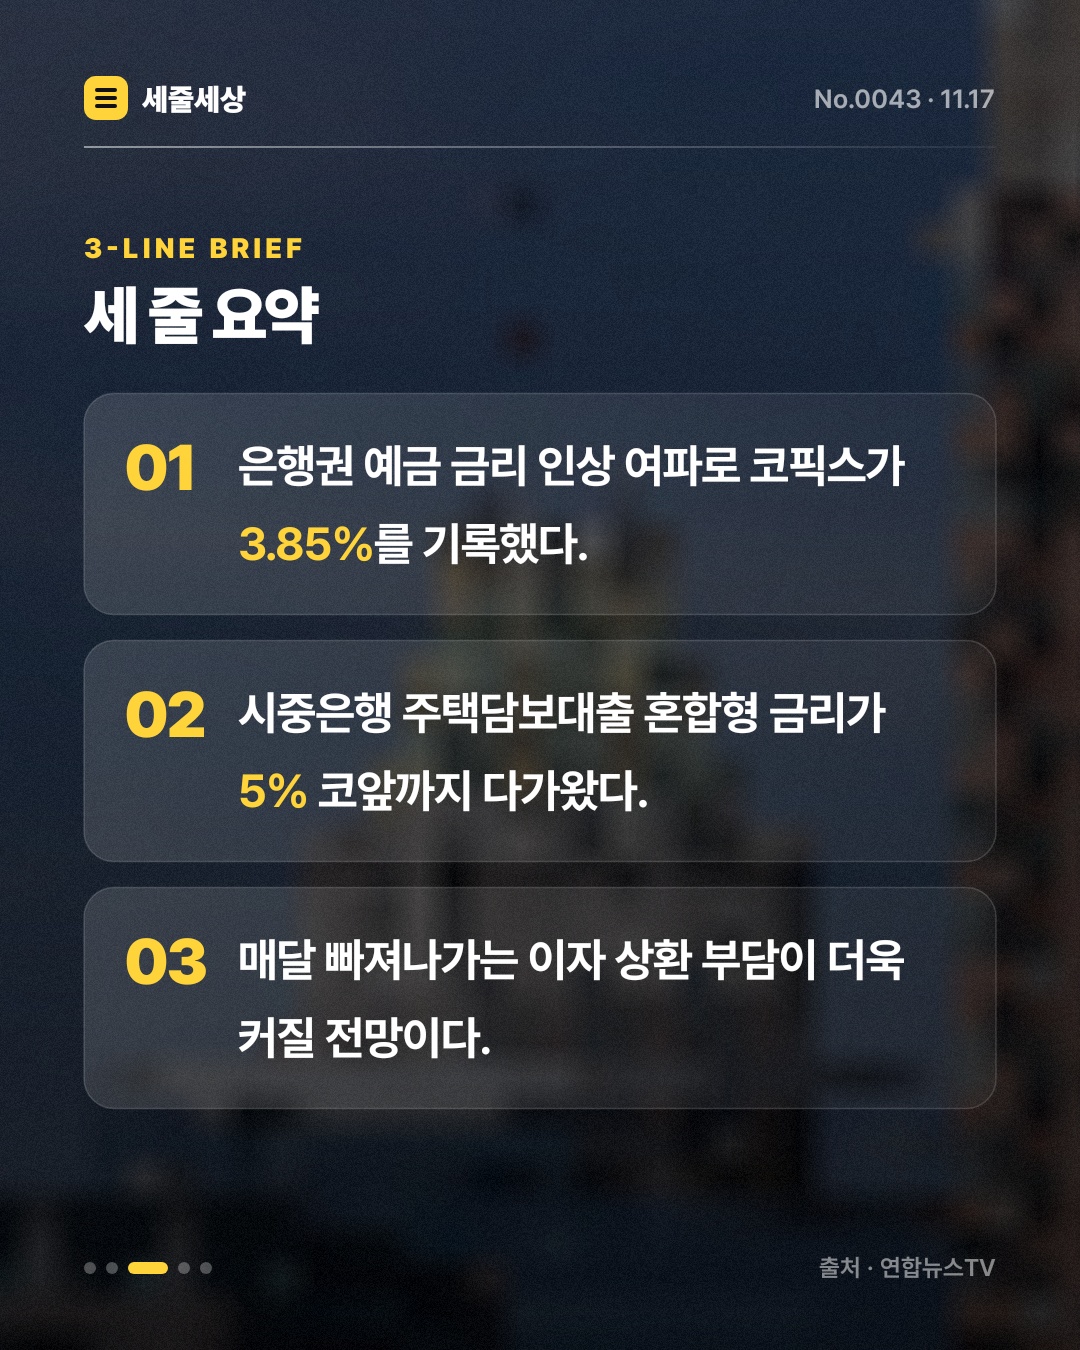 세줄세상
No.0043 · 11.17
3-LINE BRIEF
세 줄 요약
01
은행권 예금 금리 인상 여파로 코픽스가
3.85%를 기록했다.
02
시중은행 주택담보대출 혼합형 금리가
5% 코앞까지 다가왔다.
03
매달 빠져나가는 이자 상환 부담이 더욱
커질 전망이다.
출처 · 연합뉴스TV